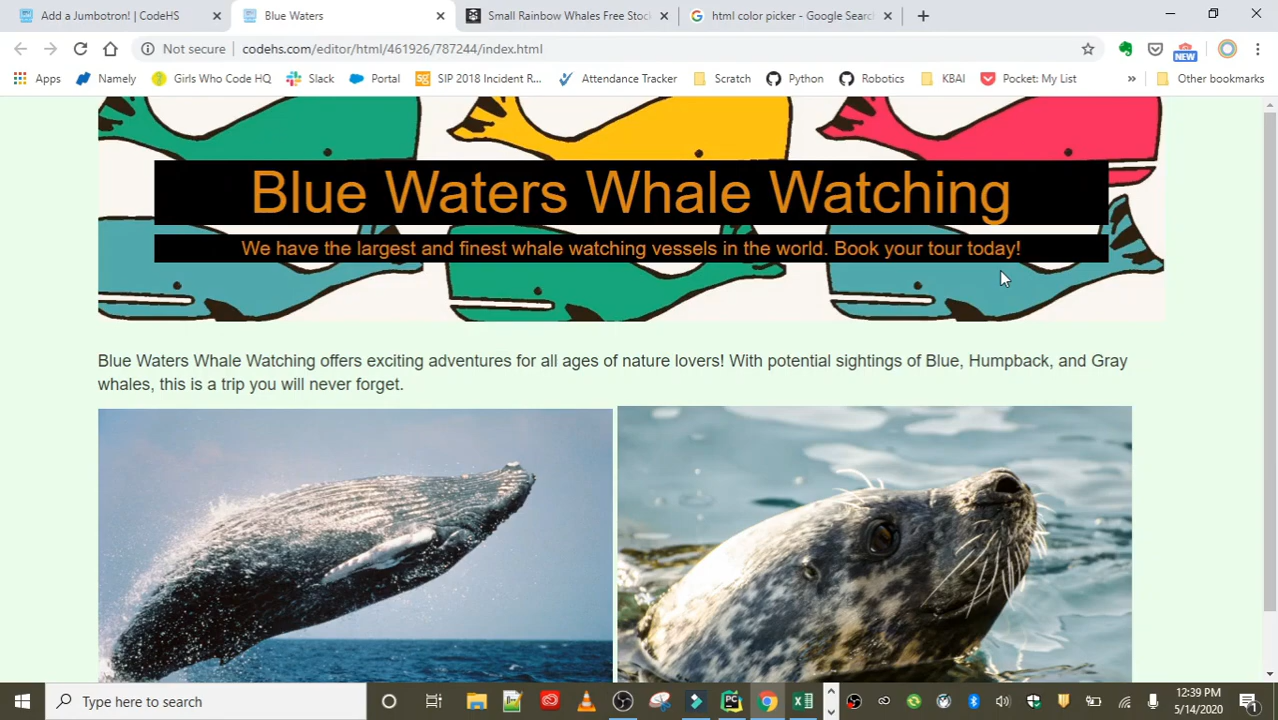 Add a Jumbotron! | CodeHS
Blue Waters
Small Rainbow Whales Free Stoc
html color picker - Google Searc
Not secure
codehs.com/editor/html/461926/787244/index.html
NEW
Apps
Namely
Girls Who Code HQ
Slack
Portal
SIP 2018 Incident R...
Attendance Tracker
Scratch
Python
Robotics
KBAI
Pocket: My List
»
Other bookmarks
Blue Waters Whale Watching
We have the largest and finest whale watching vessels in the world. Book your tour today!
Blue Waters Whale Watching offers exciting adventures for all ages of nature lovers! With potential sightings of Blue, Humpback, and Gray
whales, this is a trip you will never forget.
Type here to search
12:39 PM
5/14/2020